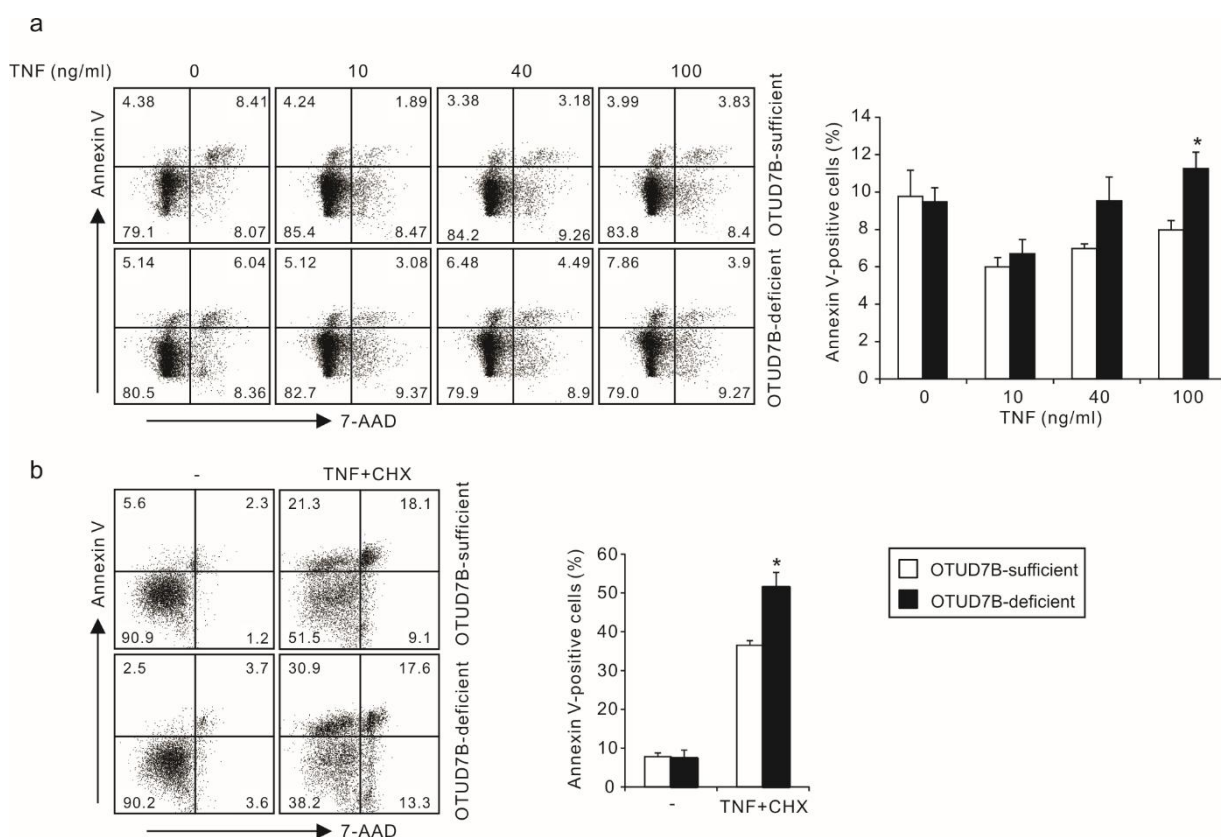 a
TNF (ng/ml) 0 10 40 100
Annexin V
4.38 8.41 4.24 1.89 3.38 3.18 3.99 3.83
79.1 8.07 85.4 8.47 84.2 9.26 83.8 8.4
OTUD7B-sufficient
5.14 6.04 5.12 3.08 6.48 4.49 7.86 3.9
80.5 8.36 82.7 9.37 79.9 8.9 79.0 9.27
OTUD7B-deficient
7-AAD
Annexin V-positive cells (%)
14
12
10
8
6
4
2
0
*
0 10 40 100
TNF (ng/ml)
b
- TNF+CHX
Annexin V
5.6 2.3 21.3 18.1
90.9 1.2 51.5 9.1
OTUD7B-sufficient
2.5 3.7 30.9 17.6
90.2 3.6 38.2 13.3
OTUD7B-deficient
7-AAD
Annexin V-positive cells (%)
60
50
40
30
20
10
0
*
- TNF+CHX
OTUD7B-sufficient
OTUD7B-deficient